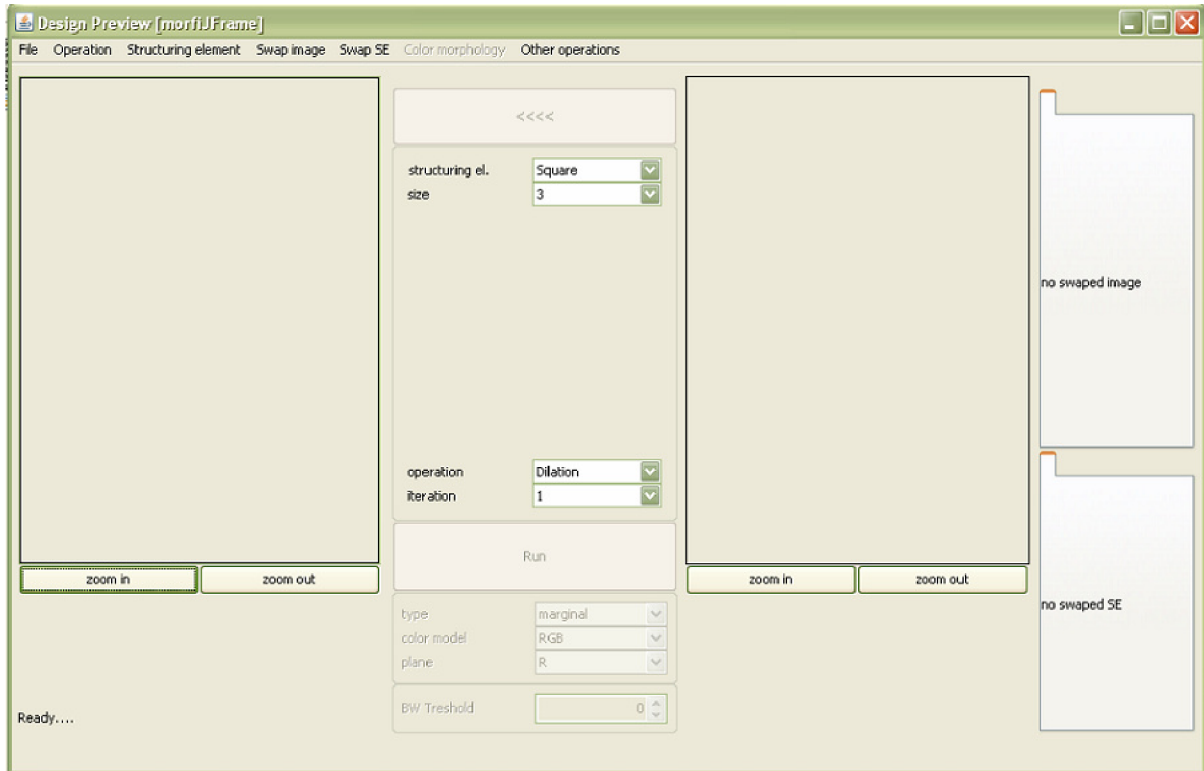 Design Preview [morfiJFrame]
File Operation Structuring element Swap image Swap SE Color morphology Other operations
<<<<
structuring el. Square
size 3
no swaped image
operation Dilation
iteration 1
Run
zoom in zoom out zoom in zoom out
no swaped SE
type marginal
color model RGB
plane R
BW Treshold 0
Ready....